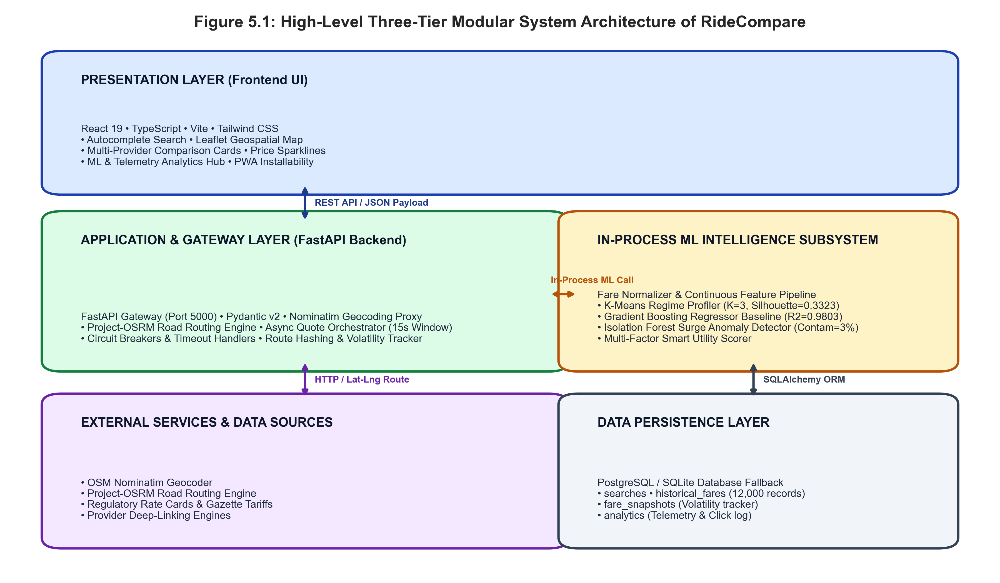 Figure 5.1: High-Level Three-Tier Modular System Architecture of RideCompare
PRESENTATION LAYER (Frontend UI)
React 19 • TypeScript • Vite • Tailwind CSS
• Autocomplete Search • Leaflet Geospatial Map
• Multi-Provider Comparison Cards • Price Sparklines
• ML & Telemetry Analytics Hub • PWA Installability
REST API / JSON Payload
APPLICATION & GATEWAY LAYER (FastAPI Backend)
FastAPI Gateway (Port 5000) • Pydantic v2 • Nominatim Geocoding Proxy
• Project-OSRM Road Routing Engine • Async Quote Orchestrator (15s Window)
• Circuit Breakers & Timeout Handlers • Route Hashing & Volatility Tracker
In-Process ML Call
IN-PROCESS ML INTELLIGENCE SUBSYSTEM
Fare Normalizer & Continuous Feature Pipeline
• K-Means Regime Profiler (K=3, Silhouette=0.3323)
• Gradient Boosting Regressor Baseline (R2=0.9803)
• Isolation Forest Surge Anomaly Detector (Contam=3%)
• Multi-Factor Smart Utility Scorer
HTTP / Lat-Lng Route
SQLAlchemy ORM
EXTERNAL SERVICES & DATA SOURCES
• OSM Nominatim Geocoder
• Project-OSRM Road Routing Engine
• Regulatory Rate Cards & Gazette Tariffs
• Provider Deep-Linking Engines
DATA PERSISTENCE LAYER
PostgreSQL / SQLite Database Fallback
• searches • historical_fares (12,000 records)
• fare_snapshots (Volatility tracker)
• analytics (Telemetry & Click log)